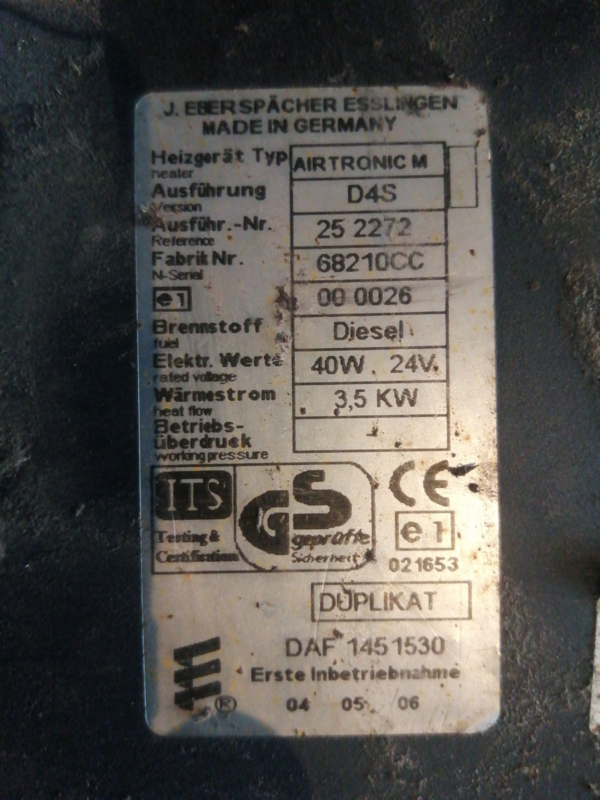 J. EBERSPÄCHER ESSLINGEN
MADE IN GERMANY
Heizgerät Typ AIRTRONIC M
heater
Ausführung D4S
Version
Ausführ.-Nr. 25 2272
Reference
Fabrik Nr. 68210CC
N-Serial
e1 00 0026
Brennstoff Diesel
fuel
Elektr. Werte 40W, 24V.
rated voltage
Wärmestrom 3,5 KW
heat flow
Betriebs-
überdruck
working pressure
ITS
Testing &
Certification
GS
geprüfte
Sicherheit
CE
e1
021653
DUPLIKAT
DAF 1451530
Erste Inbetriebnahme
® 04 05 06